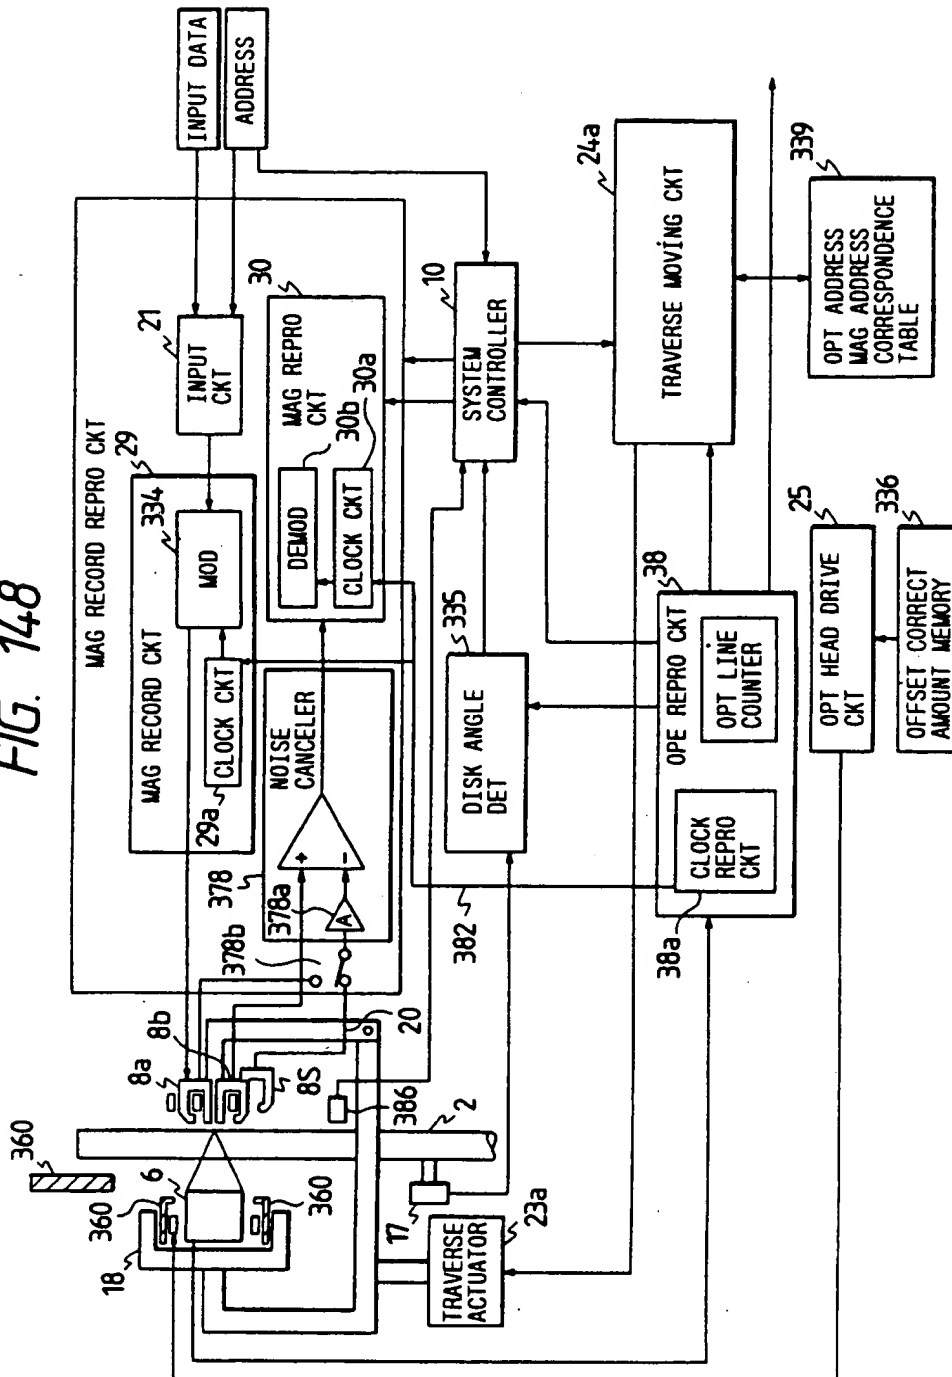 FIG. 148
INPUT DATA
ADDRESS
MAG RECORD REPRO CKT
21
INPUT
CKT
29
MAG RECORD CKT
334
MOD
CLOCK CKT
29a
30
MAG REPRO
CKT
30b
DEMOD
30a
CLOCK CKT
378
NOISE
CANCELER
+
-
378a
A
378b
8a
8b
8S
20
386
2
360
6
360
360
18
17
23a
TRAVERSE
ACTUATOR
10
SYSTEM
CONTROLLER
335
DISK ANGLE
DET
382
24a
TRAVERSE MOVING CKT
339
OPT ADDRESS
MAG ADDRESS
CORRESPONDENCE
TABLE
38
OPE REPRO CKT
OPT LINE
COUNTER
CLOCK
REPRO
CKT
38a
25
OPT HEAD DRIVE
CKT
336
OFFSET CORRECT
AMOUNT MEMORY